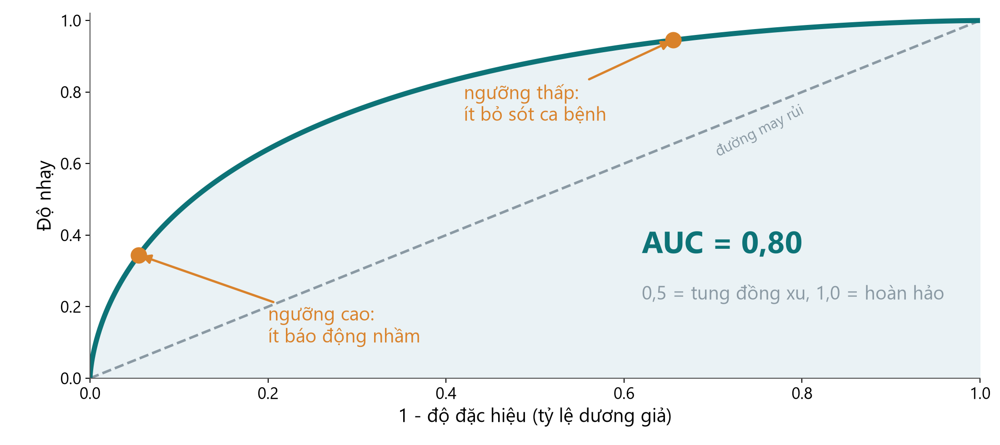 1.0
0.8
0.6
0.4
0.2
0.0
Độ nhạy
ngưỡng thấp:
ít bỏ sót ca bệnh
đường may rủi
AUC = 0,80
0,5 = tung đồng xu, 1,0 = hoàn hảo
ngưỡng cao:
ít báo động nhầm
0.0 0.2 0.4 0.6 0.8 1.0
1 - độ đặc hiệu (tỷ lệ dương giả)